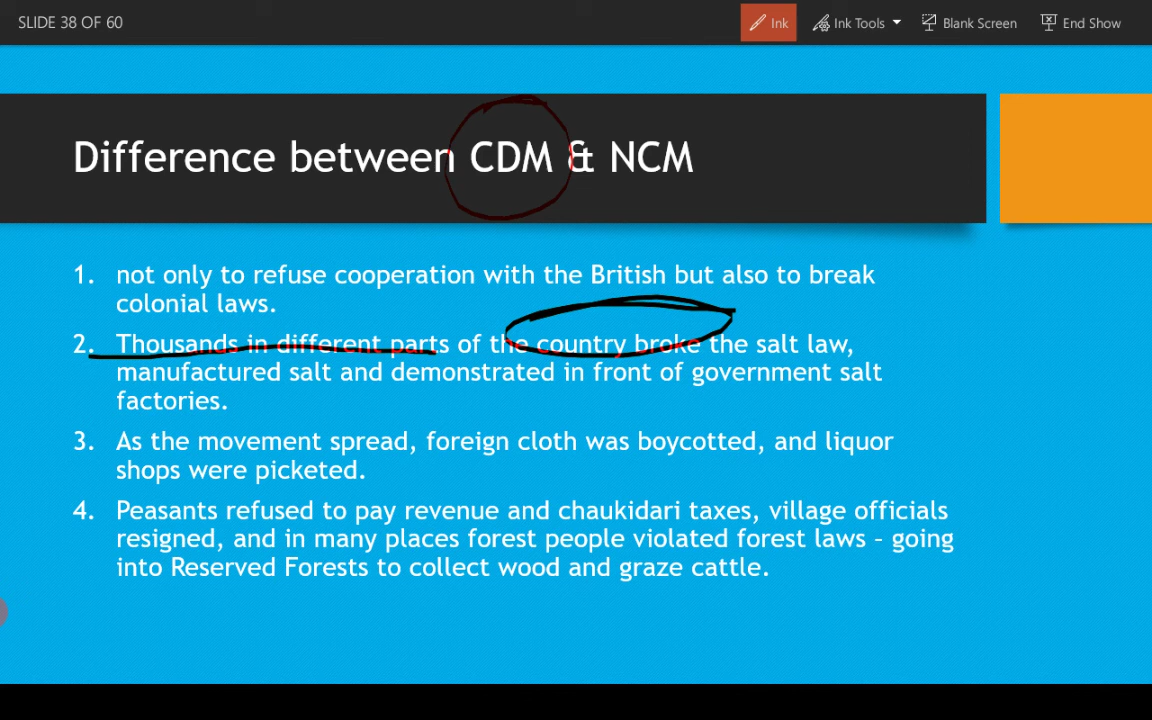 SLIDE 38 OF 60
Ink
Ink Tools
Blank Screen
End Show
Difference between CDM & NCM
1. not only to refuse cooperation with the British but also to break
colonial laws.
2. Thousands in different parts of the country broke the salt law,
manufactured salt and demonstrated in front of government salt
factories.
3. As the movement spread, foreign cloth was boycotted, and liquor
shops were picketed.
4. Peasants refused to pay revenue and chaukidari taxes, village officials
resigned, and in many places forest people violated forest laws – going
into Reserved Forests to collect wood and graze cattle.